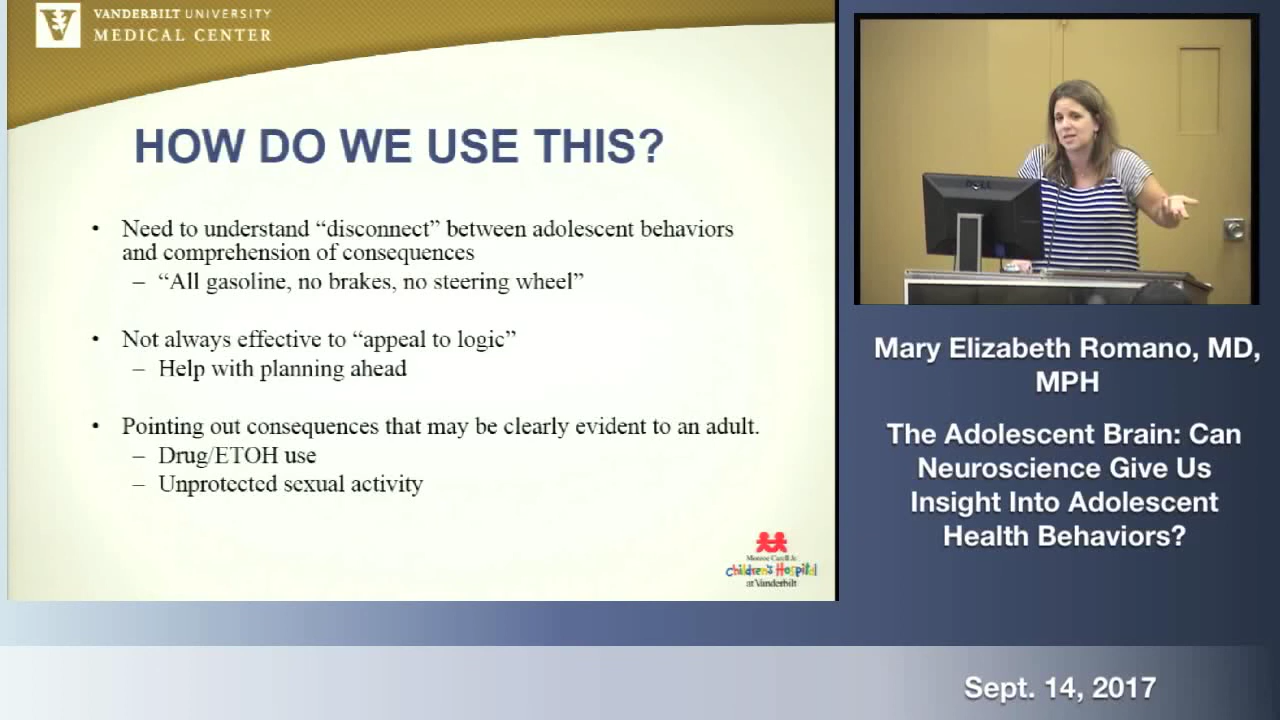 VANDERBILT UNIVERSITY
MEDICAL CENTER
HOW DO WE USE THIS?
• Need to understand “disconnect” between adolescent behaviors
and comprehension of consequences
– “All gasoline, no brakes, no steering wheel”
• Not always effective to “appeal to logic”
– Help with planning ahead
• Pointing out consequences that may be clearly evident to an adult.
– Drug/ETOH use
– Unprotected sexual activity
Monroe Carell Jr.
Children's Hospital
at Vanderbilt
DELL
Mary Elizabeth Romano, MD,
MPH
The Adolescent Brain: Can
Neuroscience Give Us
Insight Into Adolescent
Health Behaviors?
Sept. 14, 2017